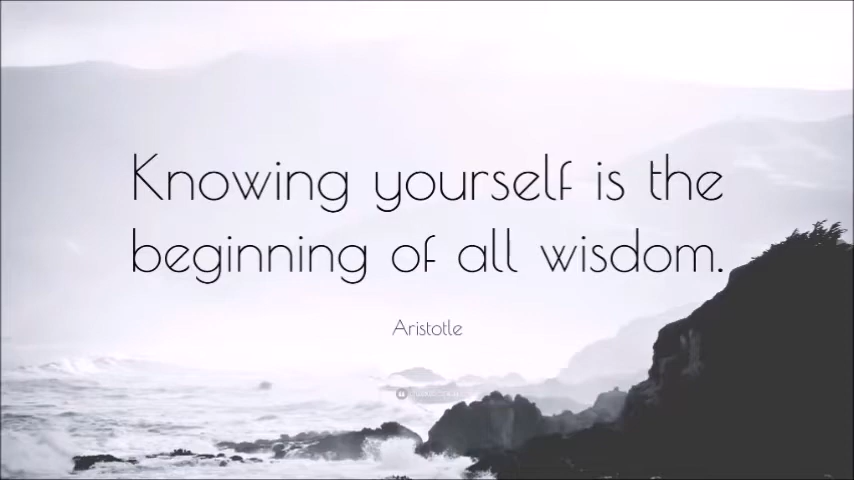 Knowing yourself is the
beginning of all wisdom.
Aristotle